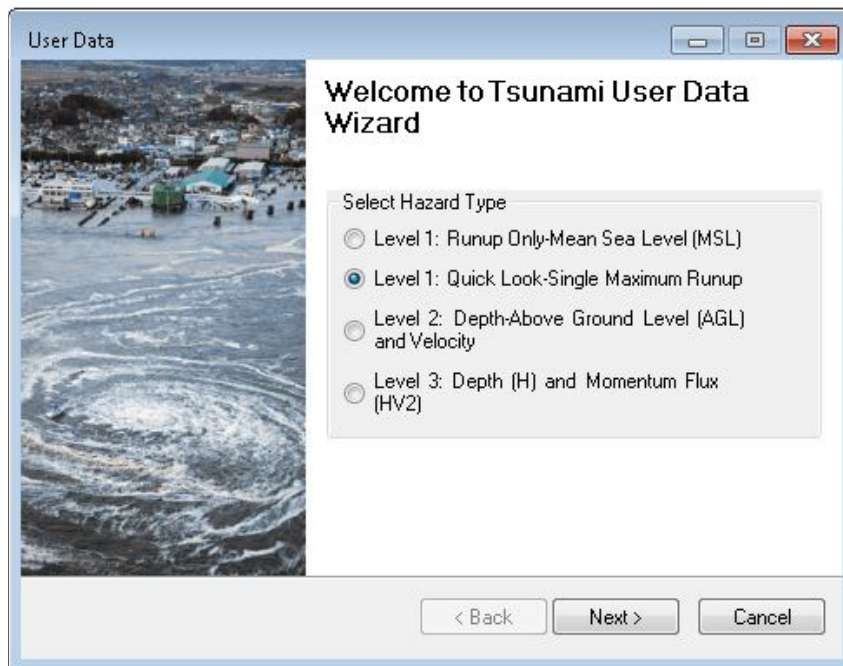 User Data
Welcome to Tsunami User Data
Wizard
Select Hazard Type
Level 1: Runup Only-Mean Sea Level (MSL)
Level 1: Quick Look-Single Maximum Runup
Level 2: Depth-Above Ground Level (AGL)
and Velocity
Level 3: Depth (H) and Momentum Flux
(HV2)
< Back
Next >
Cancel